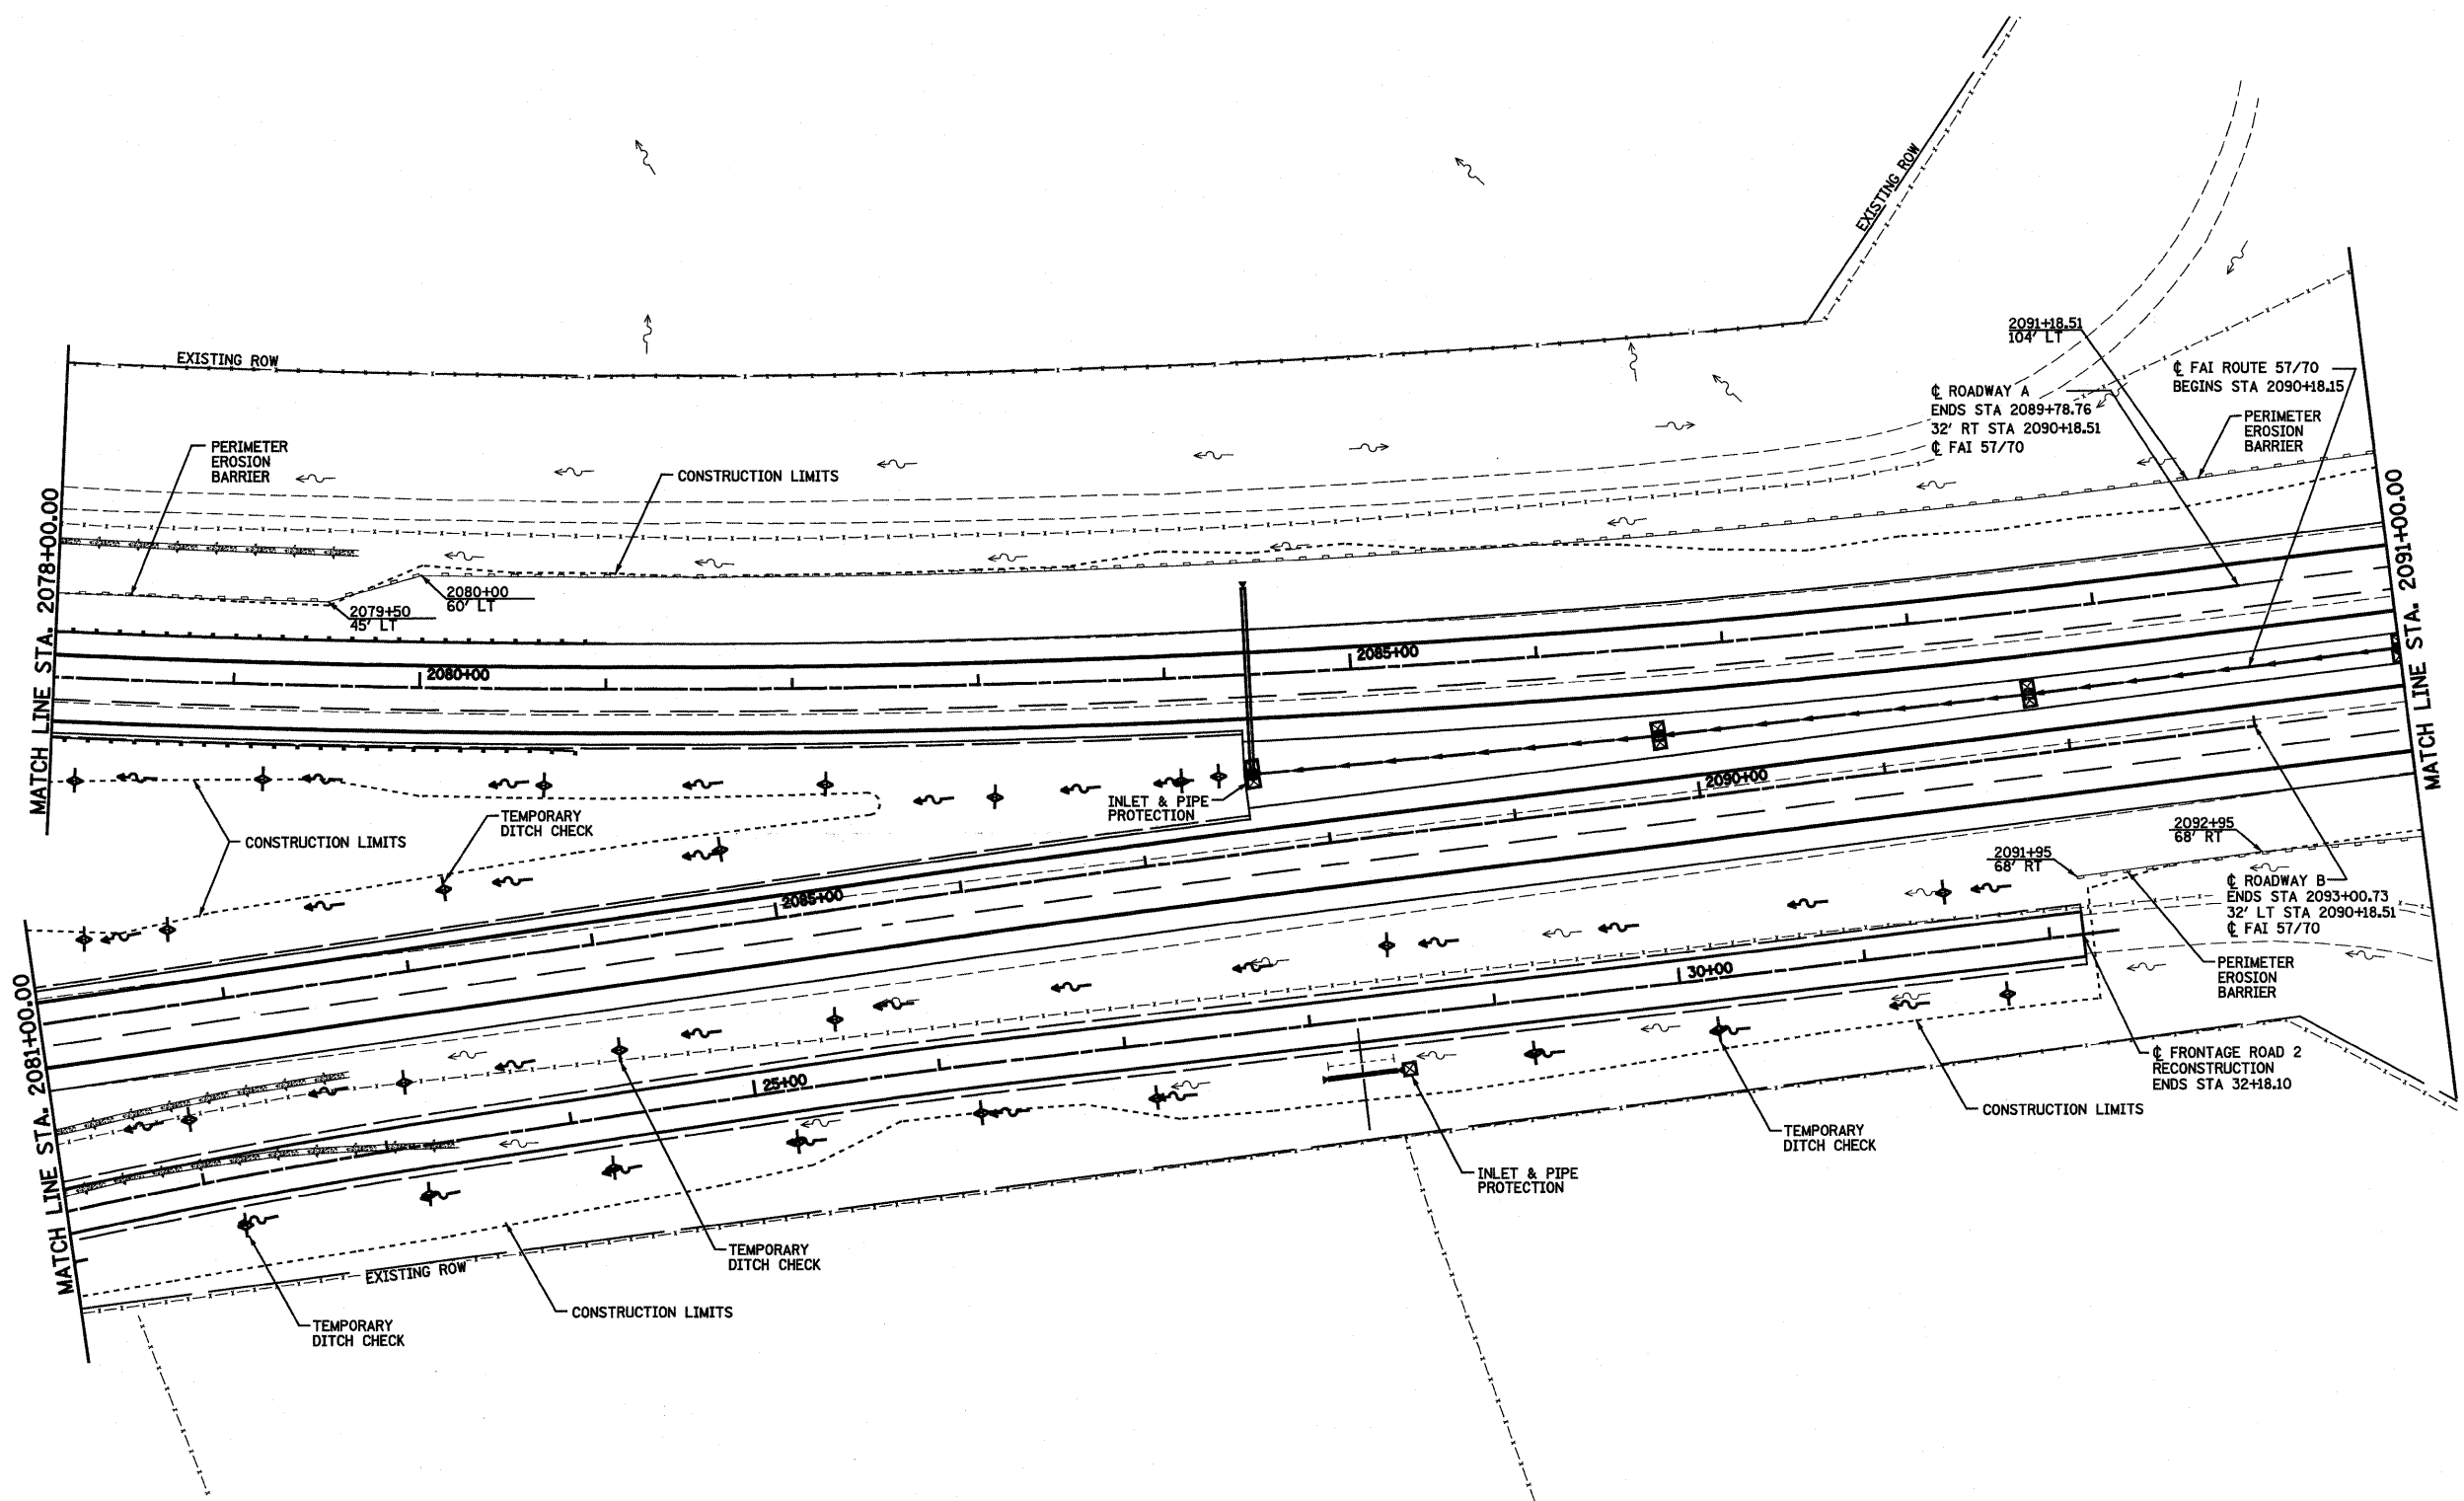 EXISTING ROW
EXISTING ROW
2091+18.51
104' LT
℄ FAI ROUTE 57/70
BEGINS STA 2090+18.15
℄ ROADWAY A
ENDS STA 2089+78.76
32' RT STA 2090+18.51
℄ FAI 57/70
PERIMETER
EROSION
BARRIER
PERIMETER
EROSION
BARRIER
CONSTRUCTION LIMITS
MATCH LINE STA. 2078+00.00
MATCH LINE STA. 2091+00.00
2080+00
60' LT
2079+50
45' LT
2080+00
2085+00
INLET & PIPE
PROTECTION
TEMPORARY
DITCH CHECK
CONSTRUCTION LIMITS
2090+00
2085+00
2092+95
68' RT
2091+95
68' RT
℄ ROADWAY B
ENDS STA 2093+00.73
32' LT STA 2090+18.51
℄ FAI 57/70
PERIMETER
EROSION
BARRIER
MATCH LINE STA. 2081+00.00
30+00
25+00
℄ FRONTAGE ROAD 2
RECONSTRUCTION
ENDS STA 32+18.10
CONSTRUCTION LIMITS
TEMPORARY
DITCH CHECK
INLET & PIPE
PROTECTION
TEMPORARY
DITCH CHECK
EXISTING ROW
CONSTRUCTION LIMITS
TEMPORARY
DITCH CHECK